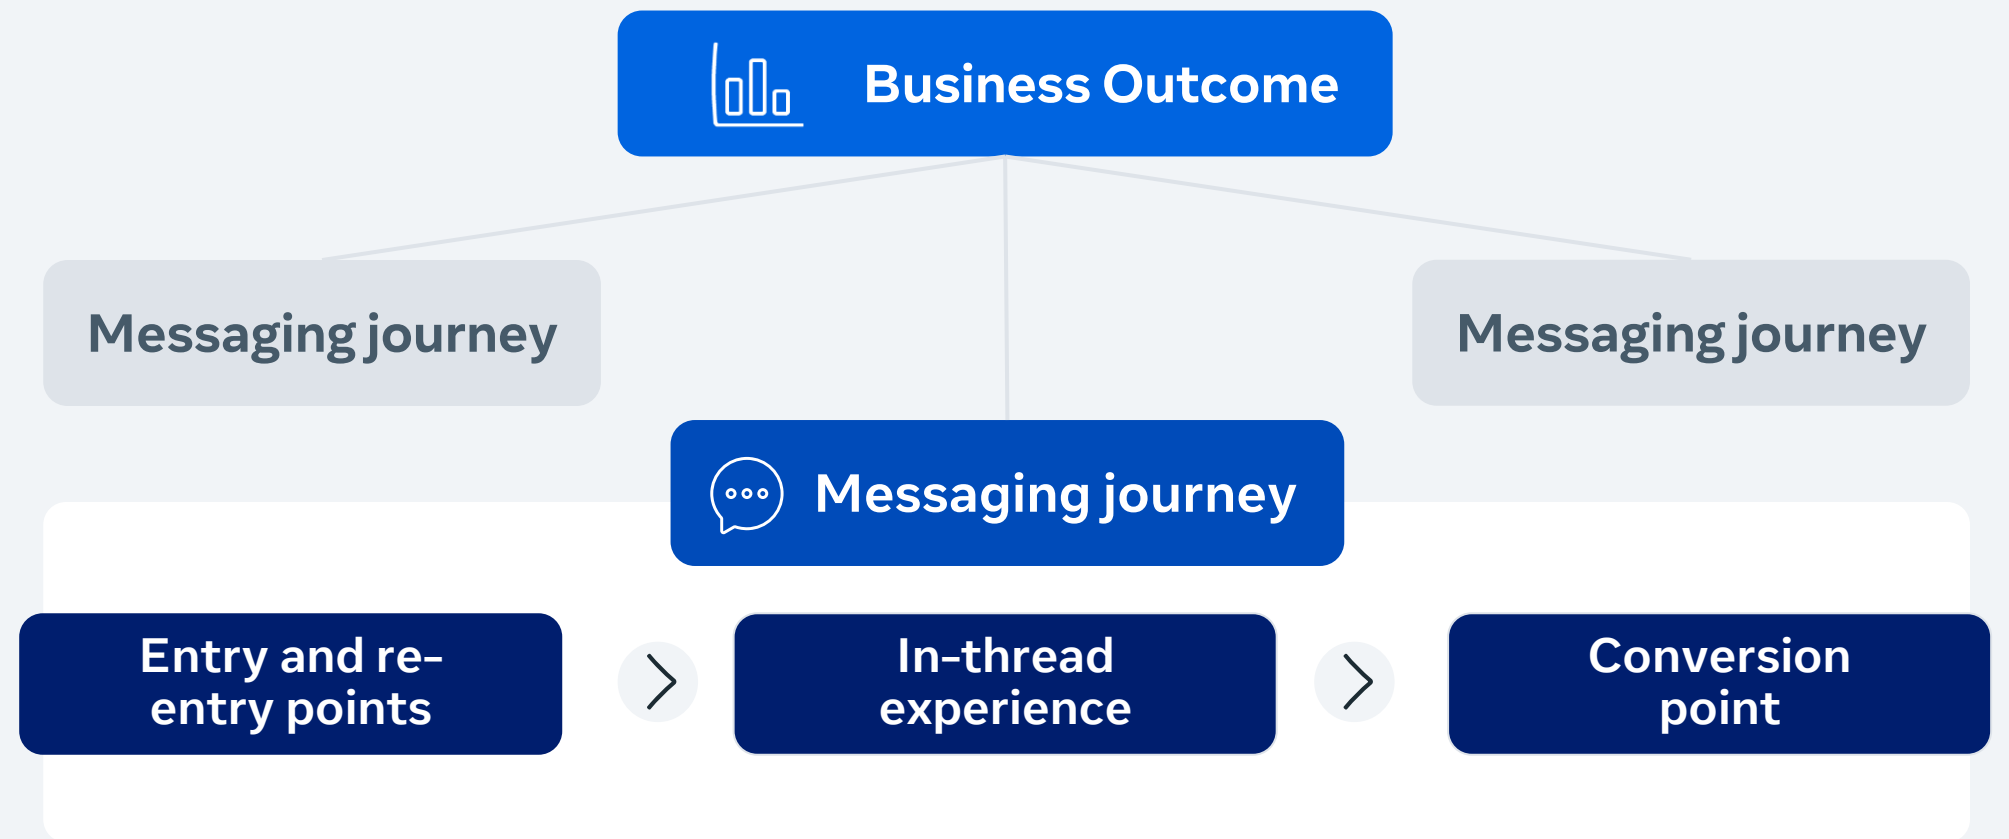 Business Outcome
Messaging journey
Messaging journey
Messaging journey
Entry and re-
entry points
In-thread
experience
Conversion
point